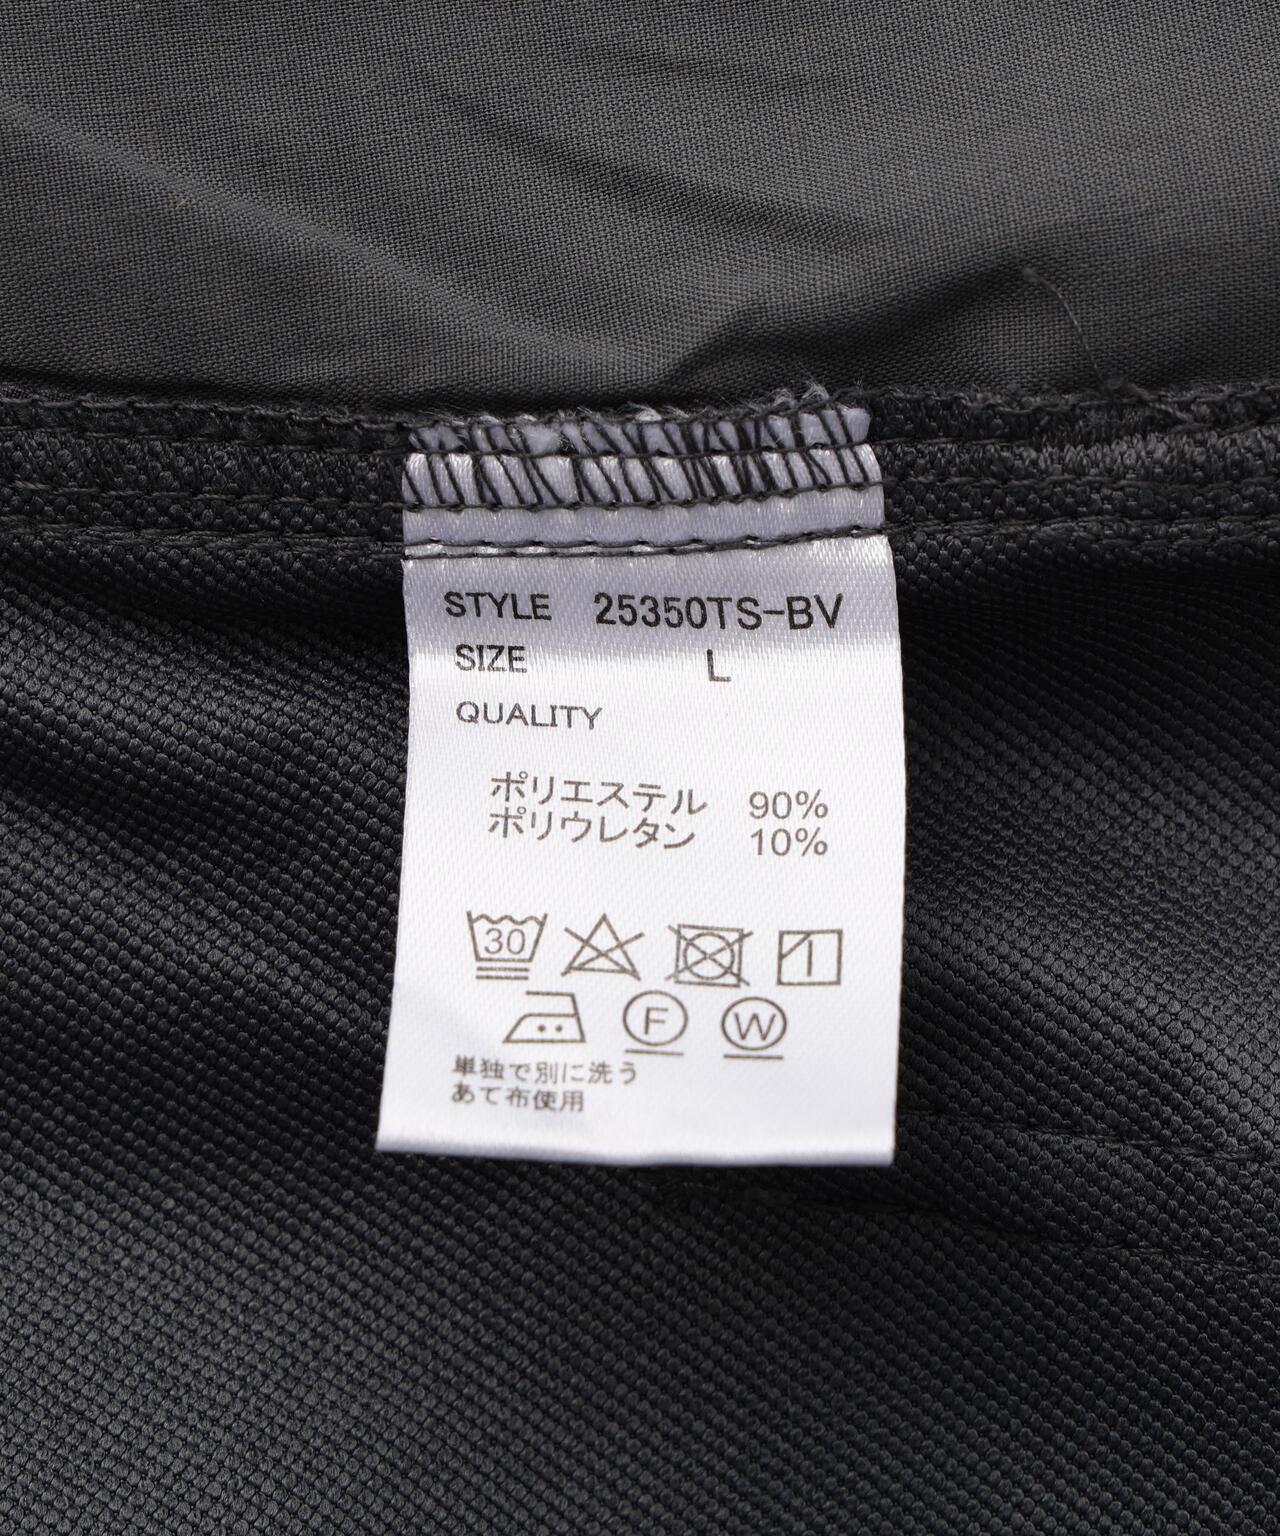 STYLE 25350TS-BV
SIZE L
QUALITY
ポリエステル 90%
ポリウレタン 10%
30
F W
単独で別に洗う
あて布使用